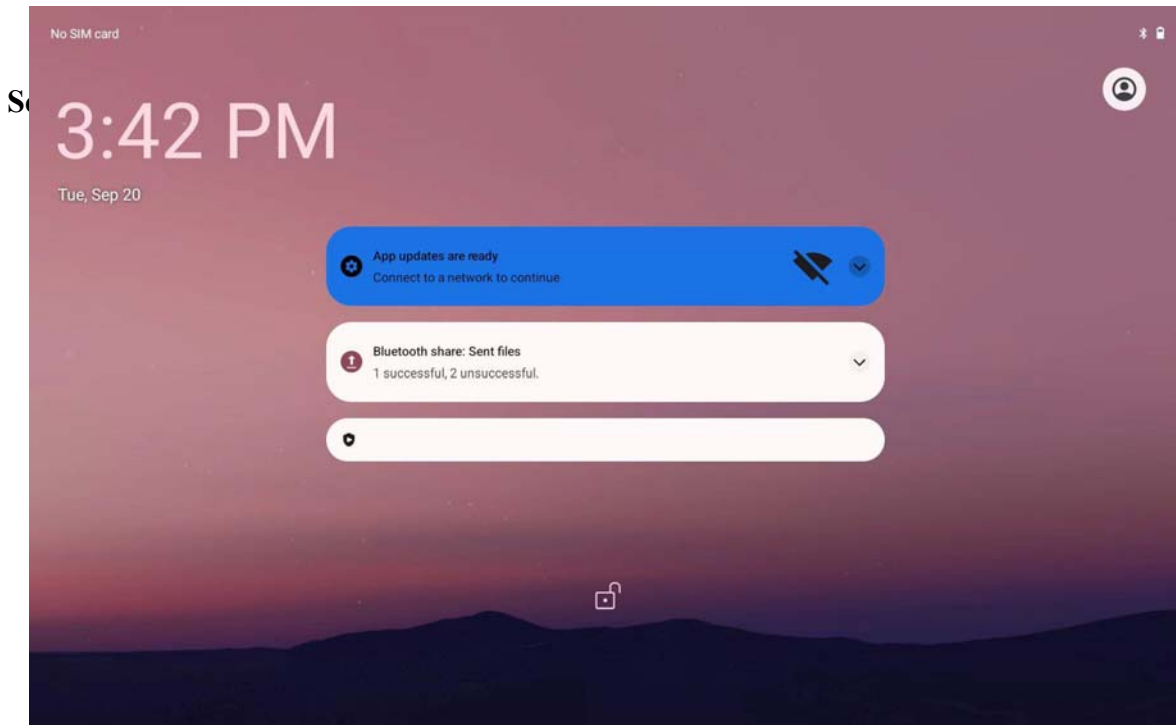 No SIM card
3:42 PM
Tue, Sep 20
App updates are ready
Connect to a network to continue
Bluetooth share: Sent files
1 successful, 2 unsuccessful.